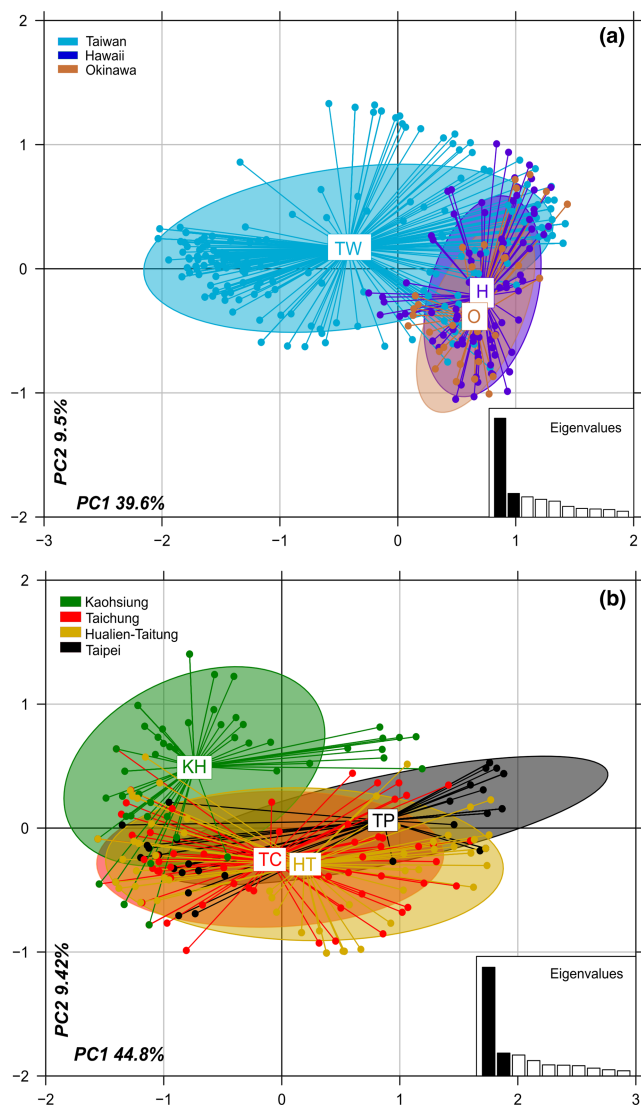 (a)
Taiwan
Hawaii
Okinawa
2
1
0
−1
−2
TW
H
O
PC2 9.5%
PC1 39.6%
Eigenvalues
−3
−2
−1
0
1
2
(b)
Kaohsiung
Taichung
Hualien-Taitung
Taipei
2
1
0
−1
−2
KH
TP
TC
HT
PC2 9.42%
PC1 44.8%
Eigenvalues
−2
−1
0
1
2
3